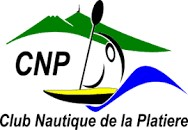 CNP
Club Nautique de la Platiere